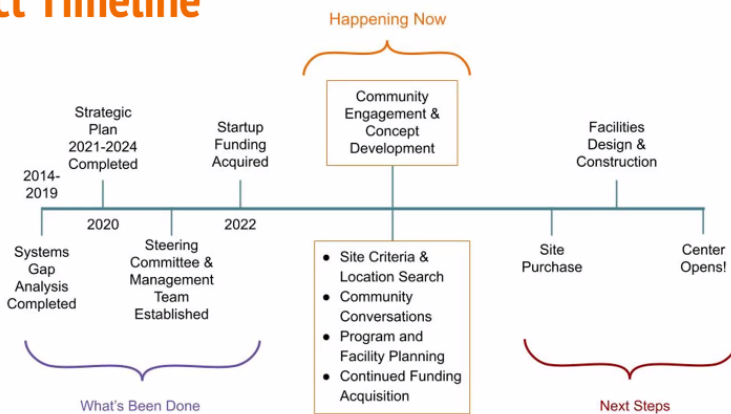 ct Timeline
Happening Now
Strategic
Plan
2021-2024
Completed
Startup
Funding
Acquired
Community
Engagement &
Concept
Development
Facilities
Design &
Construction
2014-
2019
2020
2022
Systems
Gap
Analysis
Completed
Steering
Committee &
Management
Team
Established
● Site Criteria &
Location Search
● Community
Conversations
● Program and
Facility Planning
● Continued Funding
Acquisition
Site
Purchase
Center
Opens!
What's Been Done
Next Steps